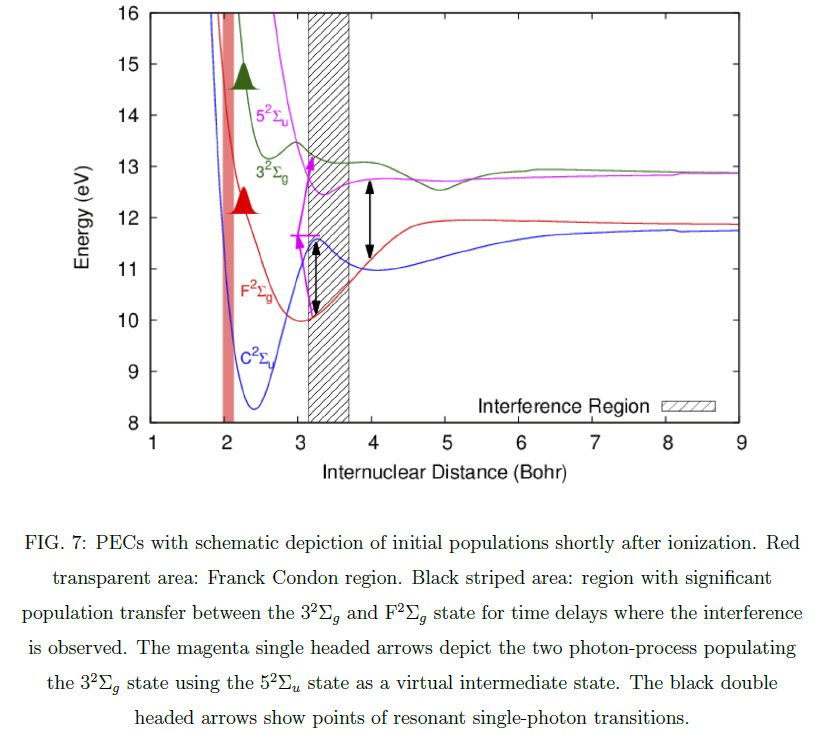 16
15
14
13
12
11
10
9
8
Energy (eV)
5²Σᵤ
3²Σg
F²Σg
C²Σᵤ
Interference Region
1 2 3 4 5 6 7 8 9
Internuclear Distance (Bohr)
FIG. 7: PECs with schematic depiction of initial populations shortly after ionization. Red
transparent area: Franck Condon region. Black striped area: region with significant
population transfer between the 3²Σg and F²Σg state for time delays where the interference
is observed. The magenta single headed arrows depict the two photon-process populating
the 3²Σg state using the 5²Σᵤ state as a virtual intermediate state. The black double
headed arrows show points of resonant single-photon transitions.